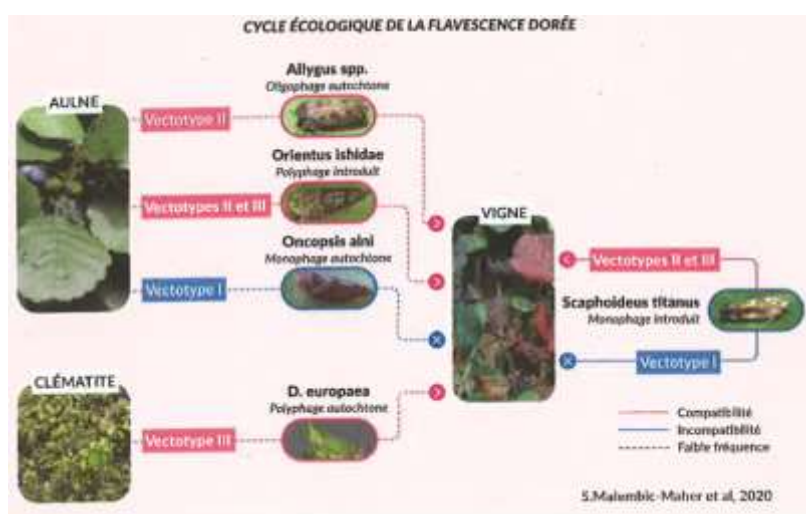 CYCLE ÉCOLOGIQUE DE LA FLAVESCENCE DORÉE
AULNE
Vectotype II
Allygus spp.
Oligophage autochtone
Vectotypes II et III
Orientus ishidae
Polyphage introduit
Vectotype I
Oncopsis alni
Monophage autochtone
CLÉMATITE
Vectotype III
D. europaea
Polyphage autochtone
VIGNE
Vectotypes II et III
Scaphoideus titanus
Monophage introduit
Vectotype I
Compatibilité
Incompatibilité
Faible fréquence
S.Malembic-Maher et al, 2020